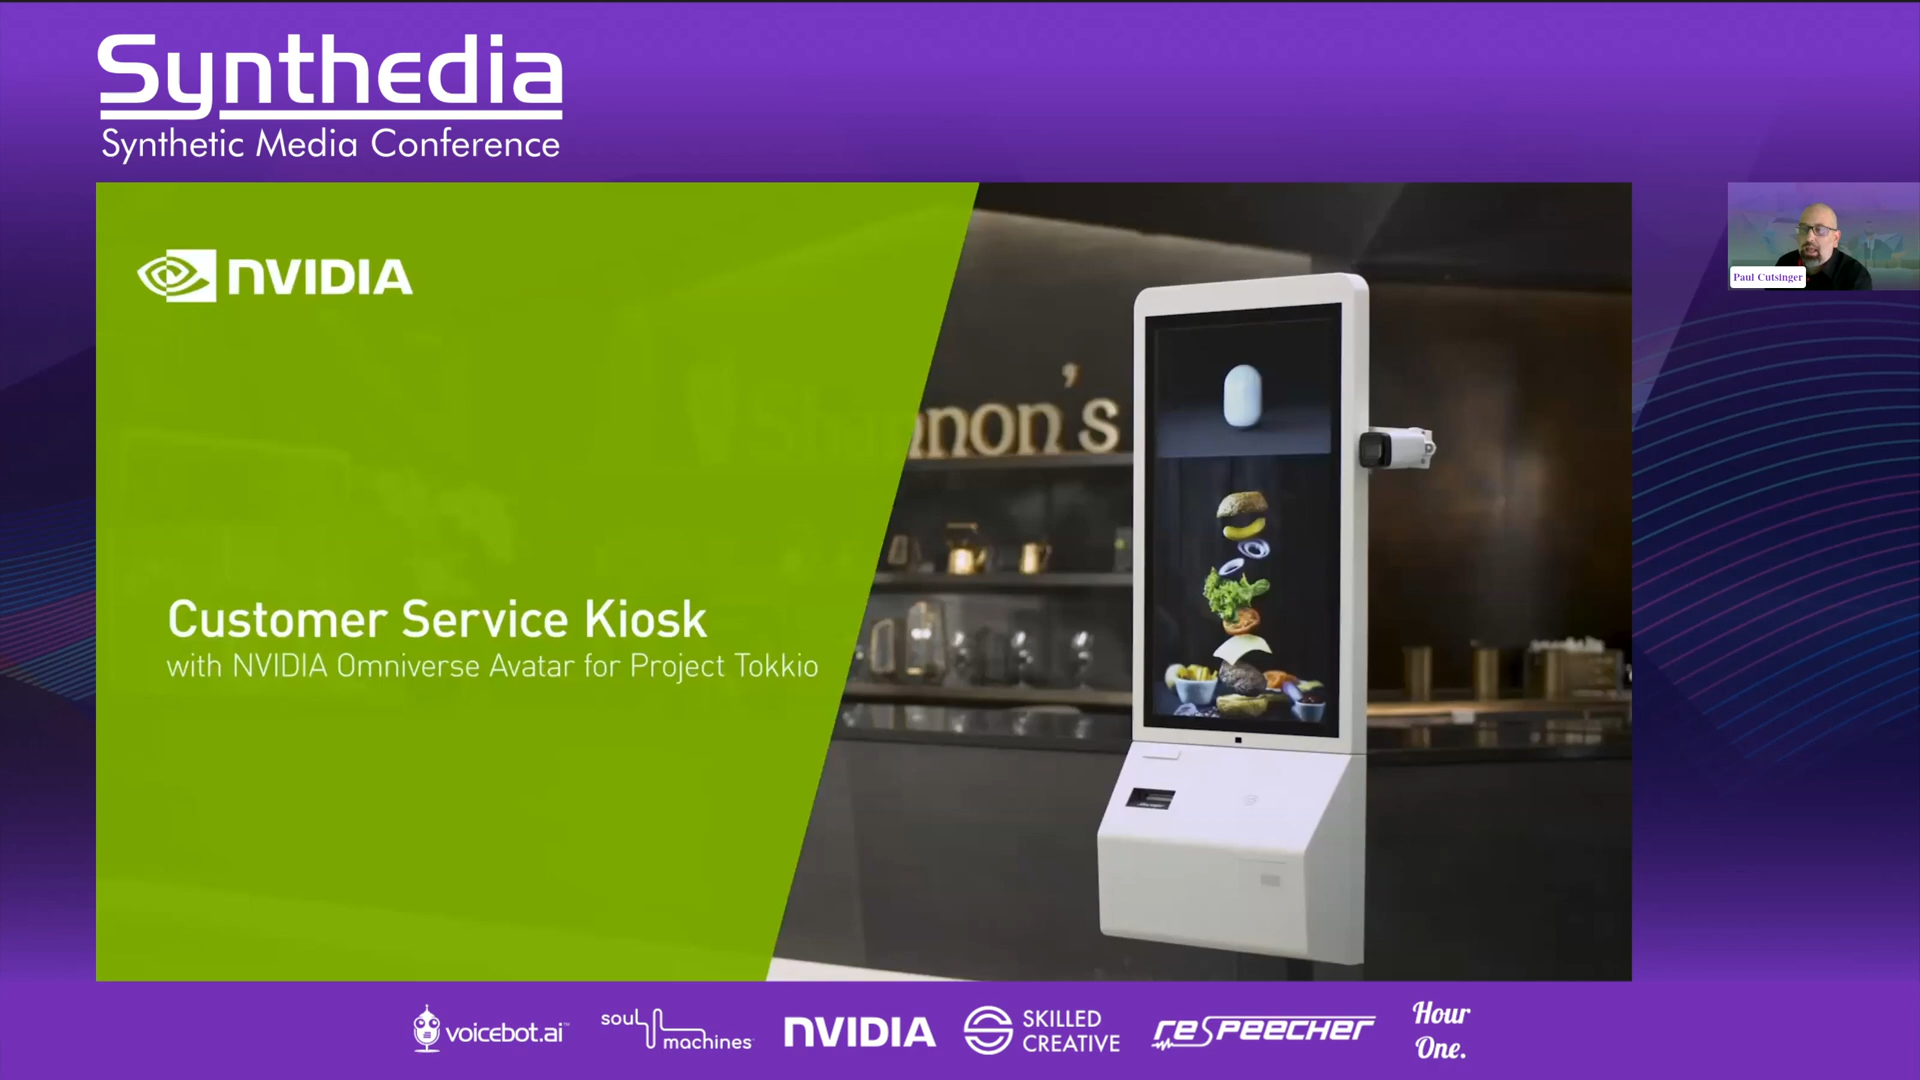 Synthedia
Synthetic Media Conference
NVIDIA
Shannon's
Customer Service Kiosk
with NVIDIA Omniverse Avatar for Project Tokkio
Paul Cutsinger
voicebot.ai
soul machines
NVIDIA
SKILLED CREATIVE
reSPEECHER
Hour One.